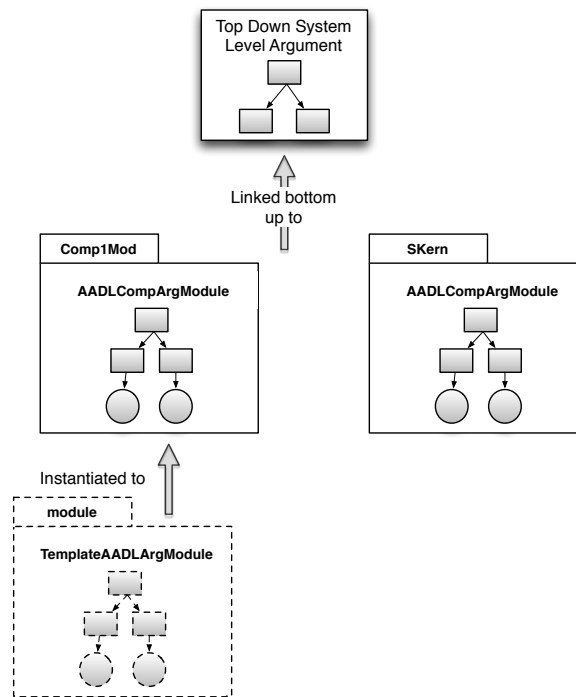 Top Down System
Level Argument
Linked bottom
up to
Comp1Mod
AADLCompArgModule
SKern
AADLCompArgModule
Instantiated to
module
TemplateAADLArgModule